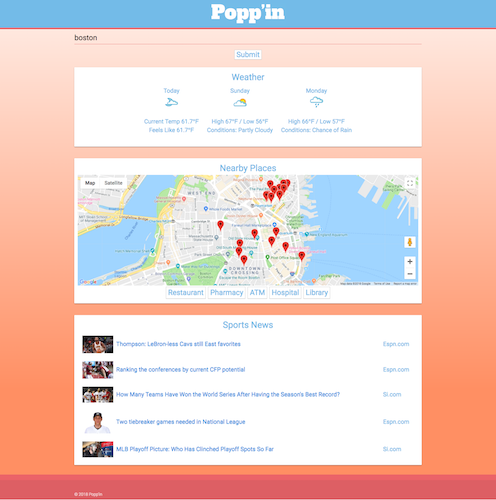 Popp'in
boston
Submit
Weather
Today
Sunday
Monday
Current Temp 61.7°F
High 67°F / Low 56°F
High 66°F / Low 57°F
Feels Like 61.7°F
Conditions: Partly Cloudy
Conditions: Chance of Rain
Nearby Places
Map
Satellite
WEST END
DOWNTOWN
CROSSING
Restaurant
Pharmacy
ATM
Hospital
Library
Sports News
Thompson: LeBron-less Cavs still East favorites
Espn.com
Ranking the conferences by current CFP potential
Espn.com
How Many Teams Have Won the World Series After Having the Season's Best Record?
Si.com
Two tiebreaker games needed in National League
Espn.com
MLB Playoff Picture: Who Has Clinched Playoff Spots So Far
Si.com
© 2018 Popp'in